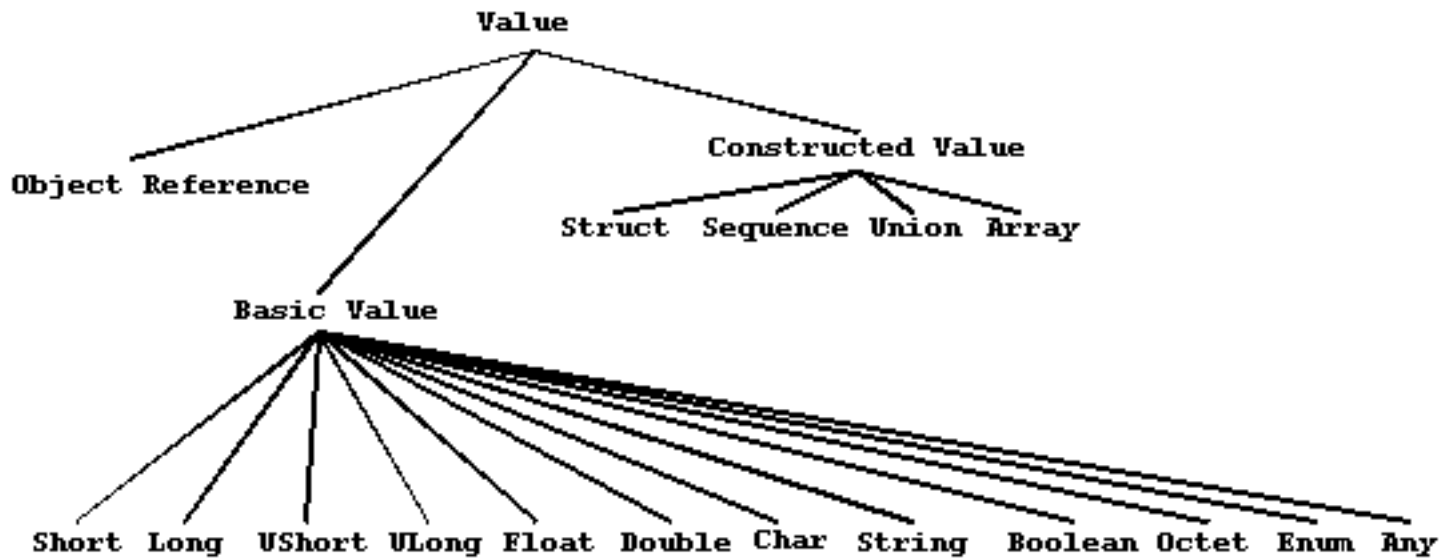 Value
Constructed Value
Object Reference
Struct Sequence Union Array
Basic Value
Short Long UShort ULong Float Double Char String Boolean Octet Enum Any